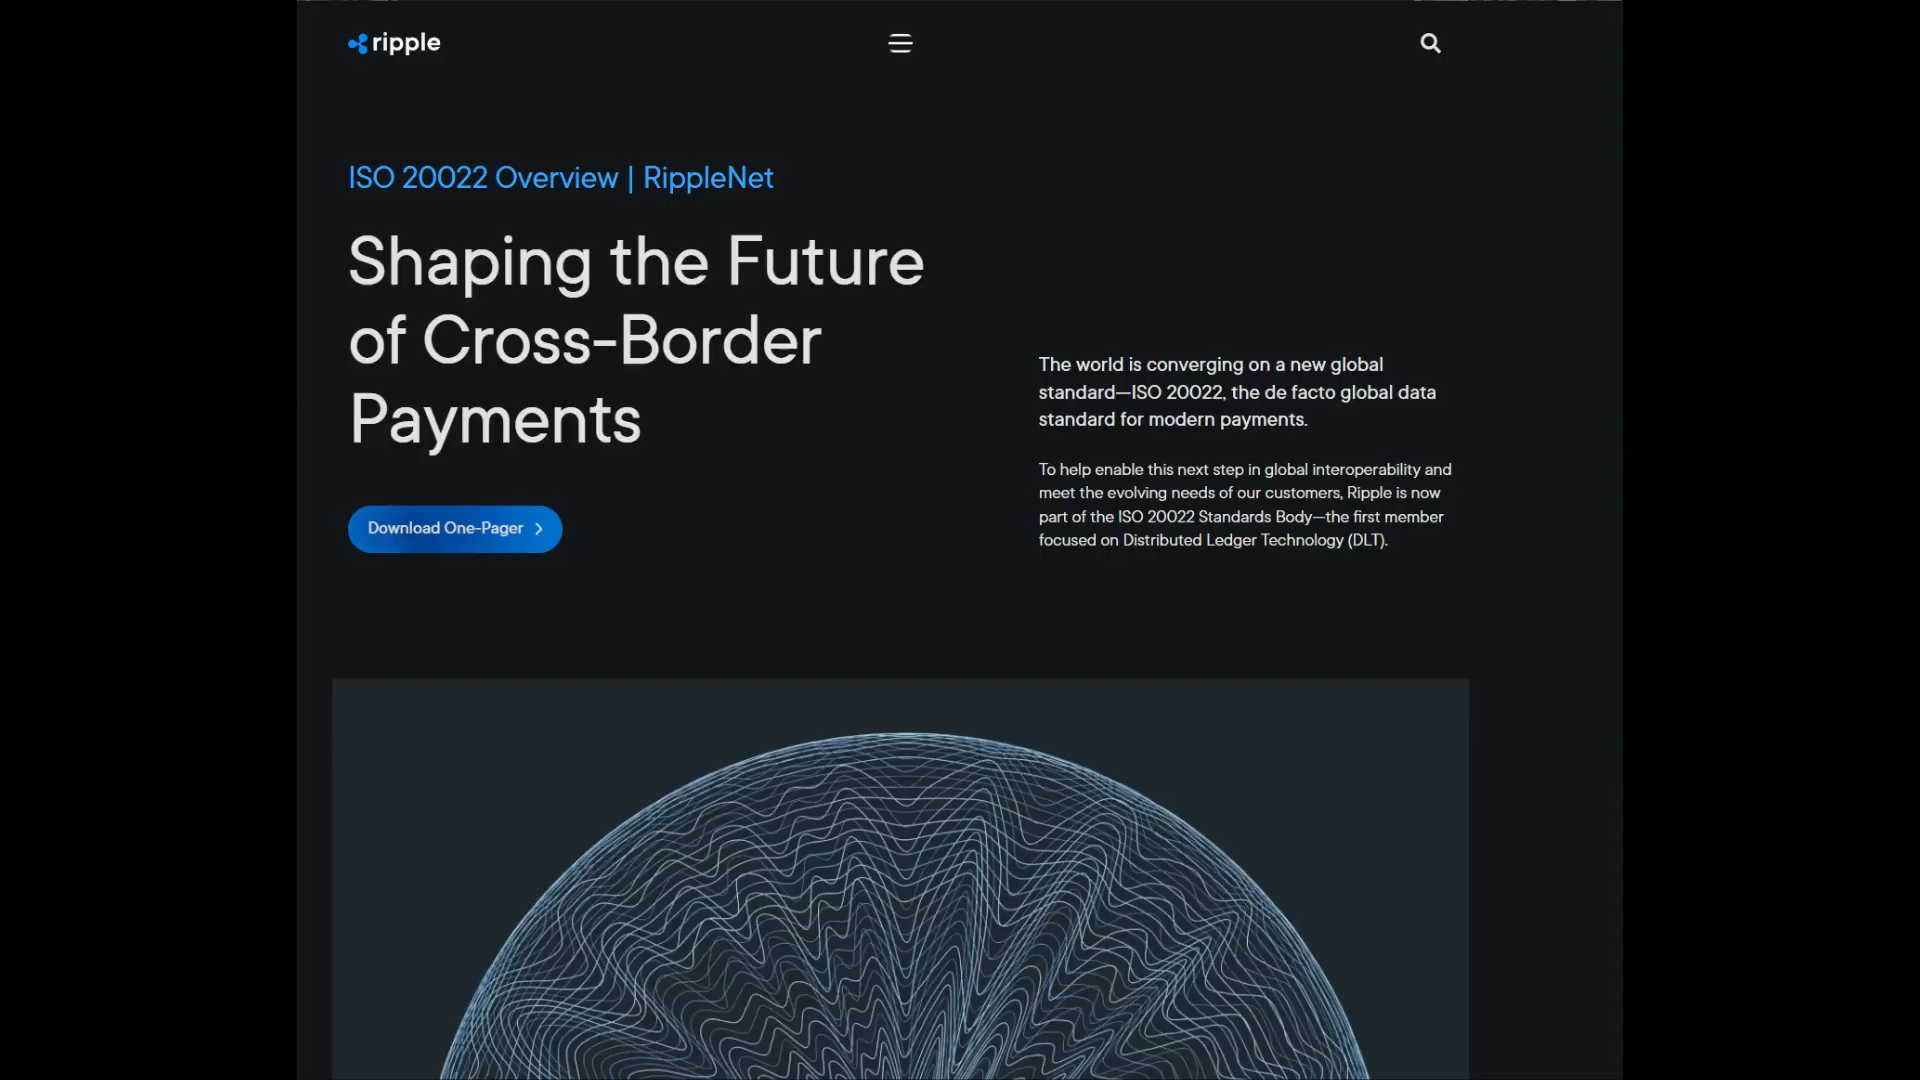 ripple
ISO 20022 Overview | RippleNet
Shaping the Future
of Cross-Border
Payments
Download One-Pager
The world is converging on a new global
standard—ISO 20022, the de facto global data
standard for modern payments.
To help enable this next step in global interoperability and
meet the evolving needs of our customers, Ripple is now
part of the ISO 20022 Standards Body—the first member
focused on Distributed Ledger Technology (DLT).